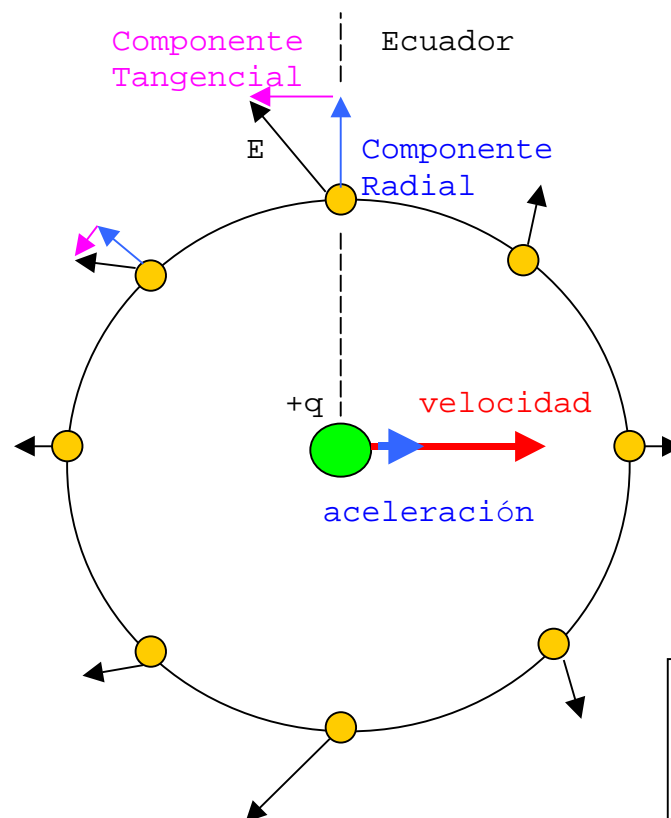 Componente
Tangencial
Ecuador
E
Componente
Radial
+q
velocidad
aceleración